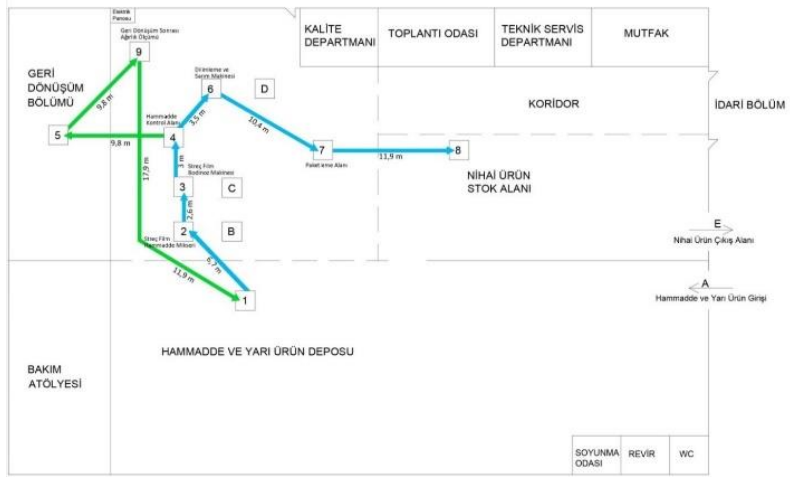 Elektrik
Panosu
KALİTE
DEPARTMANI
TOPLANTI ODASI
TEKNİK SERVİS
DEPARTMANI
MUTFAK
Geri Dönüşüm Sonrası
Ağırlık Ölçümü
9
GERİ
DÖNÜŞÜM
BÖLÜMÜ
Dilimleme ve
Sarım Makinesi
6
D
KORİDOR
İDARİ BÖLÜM
9,8 m
Hammadde
Kontrol Alanı
3,5 m
10,4 m
5
9,8 m
4
7
11,9 m
8
Paketleme Alanı
17,9 m
3 m
Streç Film
Bobinaj Makinesi
3
C
NİHAİ ÜRÜN
STOK ALANI
2,6 m
2
B
Streç Film
Hammadde Mikseri
E
Nihai Ürün Çıkış Alanı
6,7 m
11,9 m
1
A
Hammadde ve Yarı Ürün Girişi
HAMMADDE VE YARI ÜRÜN DEPOSU
BAKIM
ATÖLYESİ
SOYUNMA
ODASI
REVİR
WC